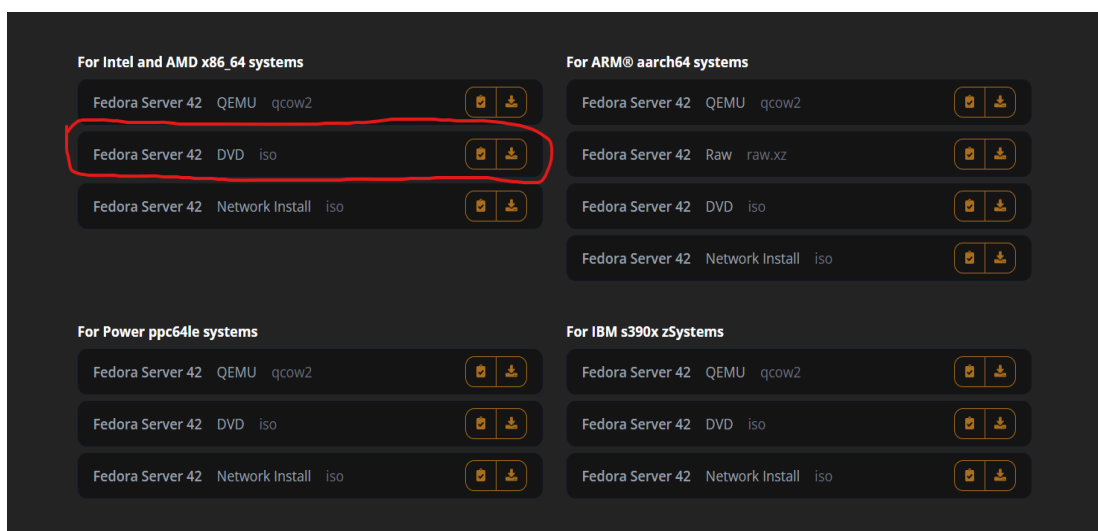 For Intel and AMD x86_64 systems
Fedora Server 42 QEMU qcow2
Fedora Server 42 DVD iso
Fedora Server 42 Network Install iso
For ARM® aarch64 systems
Fedora Server 42 QEMU qcow2
Fedora Server 42 Raw raw.xz
Fedora Server 42 DVD iso
Fedora Server 42 Network Install iso
For Power ppc64le systems
Fedora Server 42 QEMU qcow2
Fedora Server 42 DVD iso
Fedora Server 42 Network Install iso
For IBM s390x zSystems
Fedora Server 42 QEMU qcow2
Fedora Server 42 DVD iso
Fedora Server 42 Network Install iso